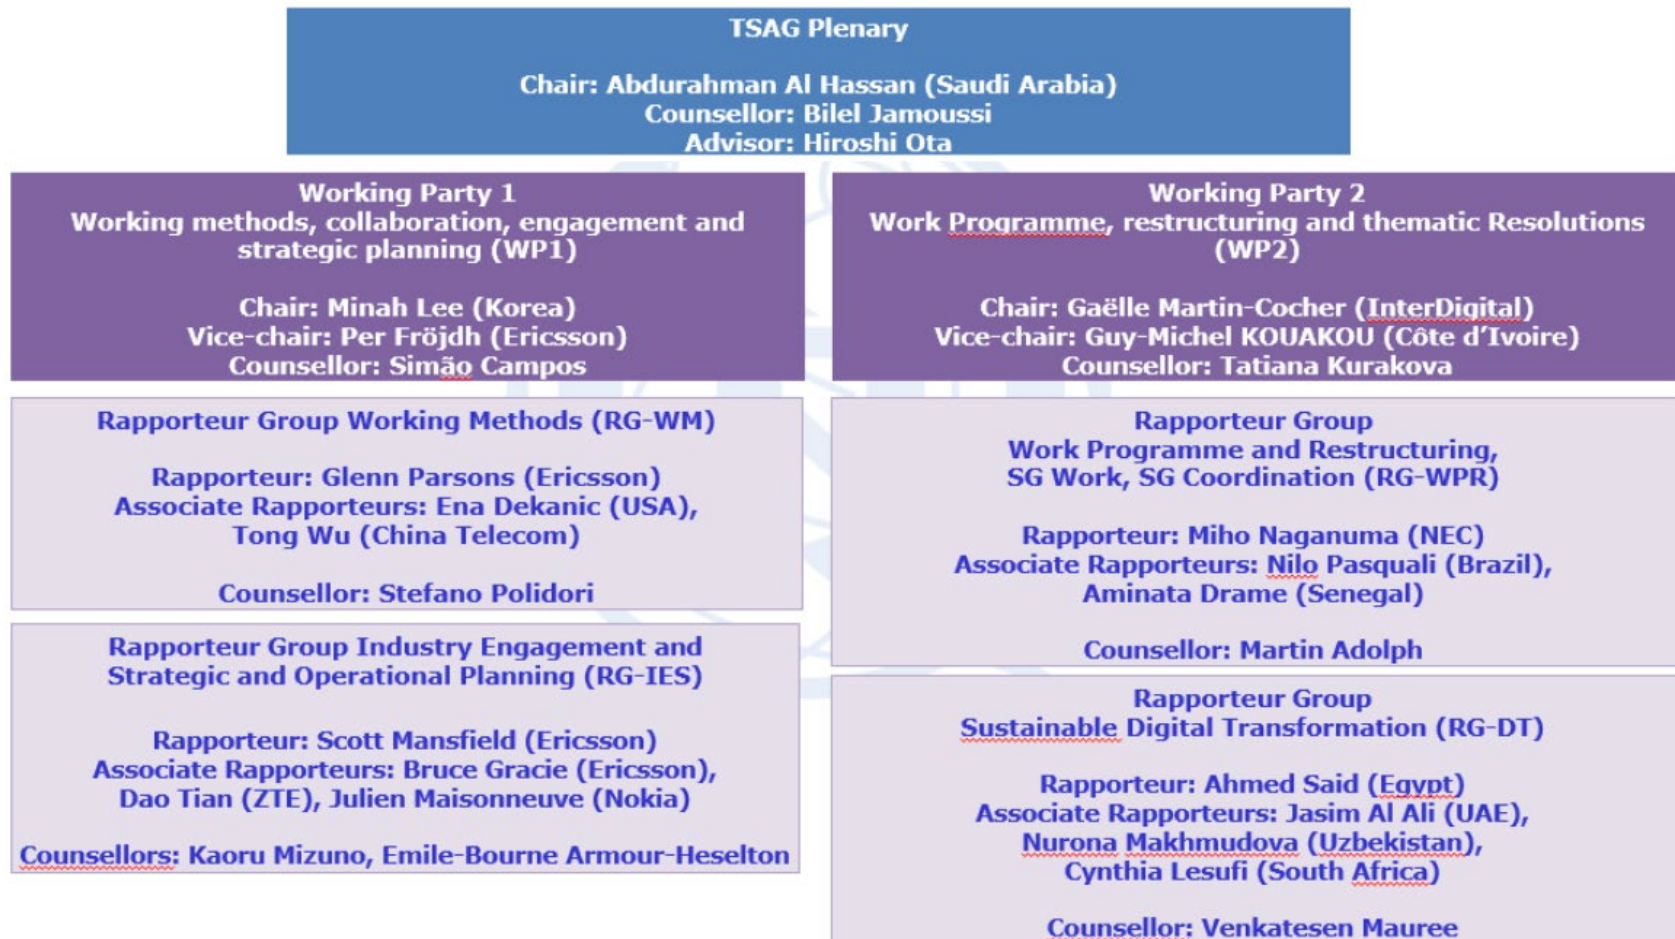 TSAG Plenary
Chair: Abdurahman Al Hassan (Saudi Arabia)
Counsellor: Bilel Jamoussi
Advisor: Hiroshi Ota
Working Party 1
Working methods, collaboration, engagement and
strategic planning (WP1)
Chair: Minah Lee (Korea)
Vice-chair: Per Fröjdh (Ericsson)
Counsellor: Simão Campos
Rapporteur Group Working Methods (RG-WM)
Rapporteur: Glenn Parsons (Ericsson)
Associate Rapporteurs: Ena Dekanic (USA),
Tong Wu (China Telecom)
Counsellor: Stefano Polidori
Rapporteur Group Industry Engagement and
Strategic and Operational Planning (RG-IES)
Rapporteur: Scott Mansfield (Ericsson)
Associate Rapporteurs: Bruce Gracie (Ericsson),
Dao Tian (ZTE), Julien Maisonneuve (Nokia)
Counsellors: Kaoru Mizuno, Emile-Bourne Armour-Heselton
Working Party 2
Work Programme, restructuring and thematic Resolutions
(WP2)
Chair: Gaëlle Martin-Cocher (InterDigital)
Vice-chair: Guy-Michel KOUAKOU (Côte d’Ivoire)
Counsellor: Tatiana Kurakova
Rapporteur Group
Work Programme and Restructuring,
SG Work, SG Coordination (RG-WPR)
Rapporteur: Miho Naganuma (NEC)
Associate Rapporteurs: Nilo Pasquali (Brazil),
Aminata Drame (Senegal)
Counsellor: Martin Adolph
Rapporteur Group
Sustainable Digital Transformation (RG-DT)
Rapporteur: Ahmed Said (Egypt)
Associate Rapporteurs: Jasim Al Ali (UAE),
Nurona Makhmudova (Uzbekistan),
Cynthia Lesufi (South Africa)
Counsellor: Venkatesen Mauree